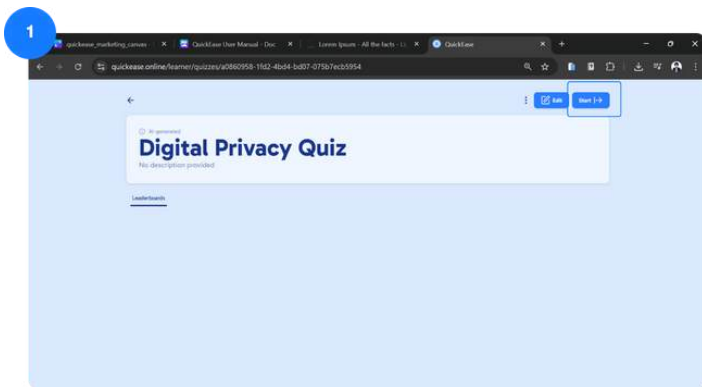 1
quickease_marketing_canvas
QuickEase User Manual - Doc
Lorem Ipsum - All the facts - Li
QuickEase
quickease.online/learner/quizzes/a0860958-1fd2-4bd4-bd07-075b7ecb5954
Edit
Start
AI generated
Digital Privacy Quiz
No description provided
Leaderboards